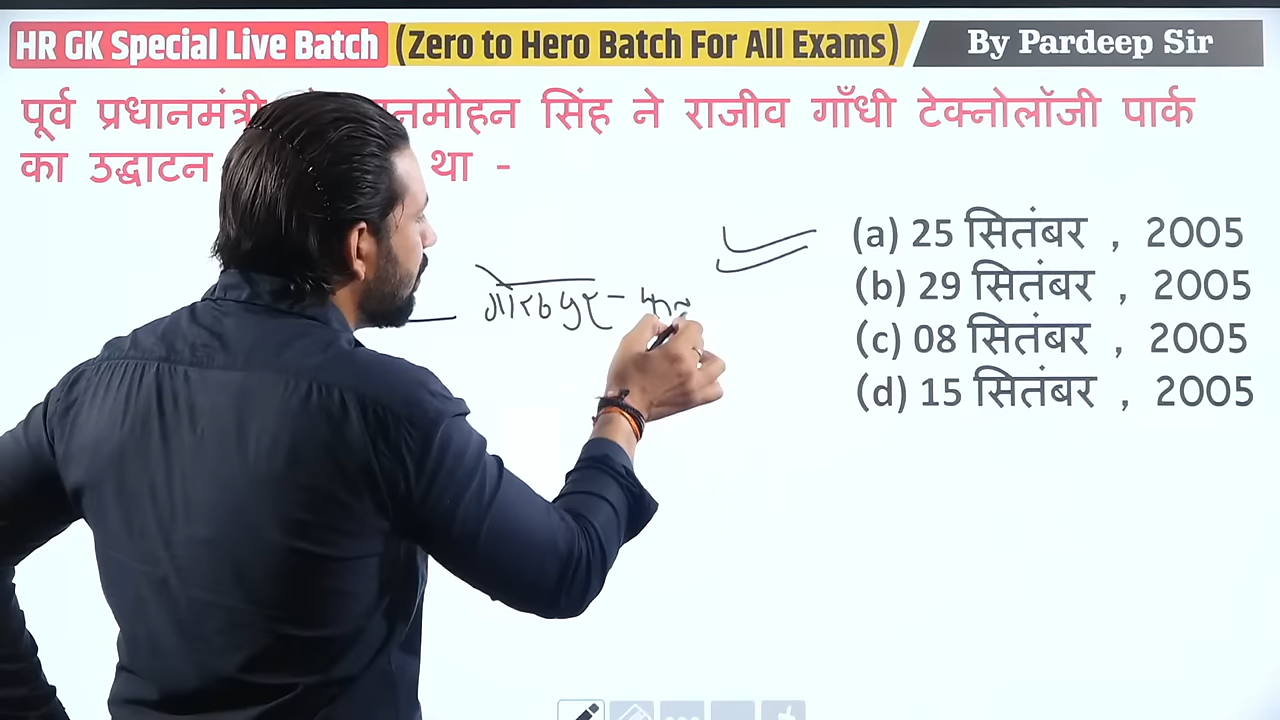 HR GK Special Live Batch (Zero to Hero Batch For All Exams) By Pardeep Sir
पूर्व प्रधानमंत्री सिंह ने राजीव गाँधी टेक्नोलॉजी पार्क
का उद्घाटन था -
(a) 25 सितंबर , 2005
(b) 29 सितंबर , 2005
(c) 08 सितंबर , 2005
(d) 15 सितंबर , 2005